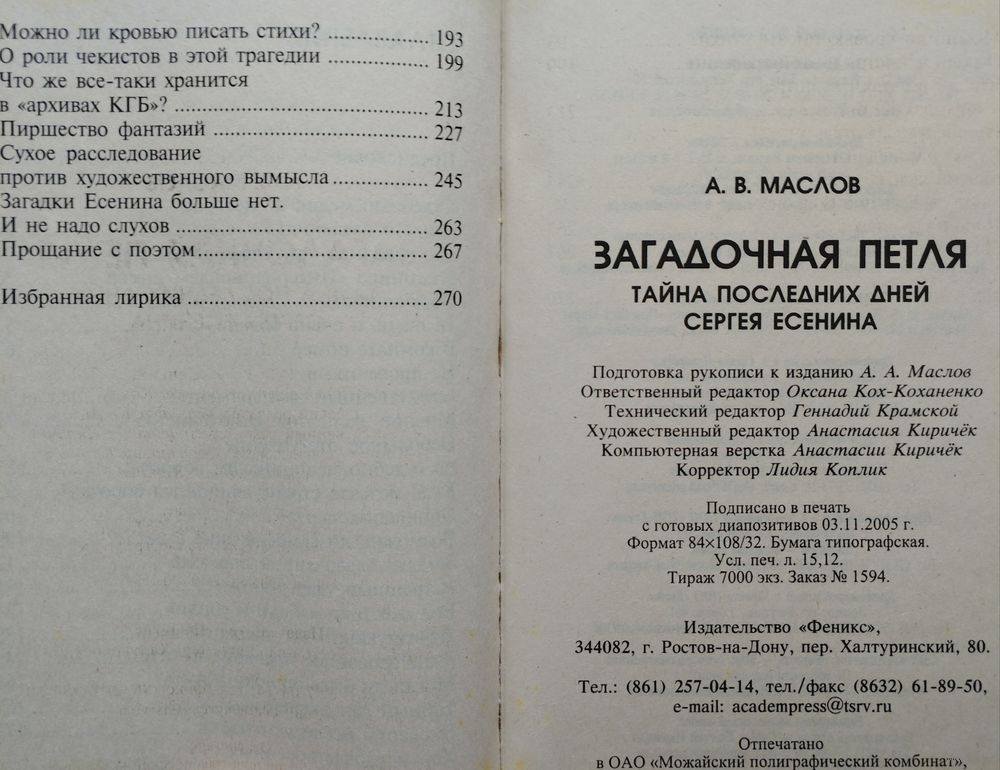 Можно ли кровью писать стихи? ..................... 193
О роли чекистов в этой трагедии .................. 199
Что же все-таки хранится
в «архивах КГБ»? ............................................. 213
Пиршество фантазий ...................................... 227
Сухое расследование
против художественного вымысла................. 245
Загадки Есенина больше нет.
И не надо слухов ............................................. 263
Прощание с поэтом......................................... 267
Избранная лирика ........................................... 270
А. В. МАСЛОВ
ЗАГАДОЧНАЯ ПЕТЛЯ
ТАЙНА ПОСЛЕДНИХ ДНЕЙ
СЕРГЕЯ ЕСЕНИНА
Подготовка рукописи к изданию А. А. Маслов
Ответственный редактор Оксана Кох-Коханенко
Технический редактор Геннадий Крамской
Художественный редактор Анастасия Киричёк
Компьютерная верстка Анастасии Киричёк
Корректор Лидия Коплик
Подписано в печать
с готовых диапозитивов 03.11.2005 г.
Формат 84×108/32. Бумага типографская.
Усл. печ. л. 15,12.
Тираж 7000 экз. Заказ № 1594.
Издательство «Феникс»,
344082, г. Ростов-на-Дону, пер. Халтуринский, 80.
Тел.: (861) 257-04-14, тел./факс (8632) 61-89-50,
e-mail: academpress@tsrv.ru
Отпечатано
в ОАО «Можайский полиграфический комбинат»,